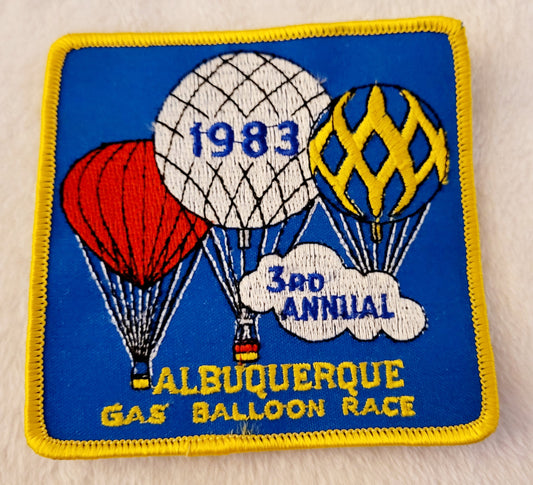 1983
3RD
ANNUAL
ALBUQUERQUE
GAS BALLOON RACE